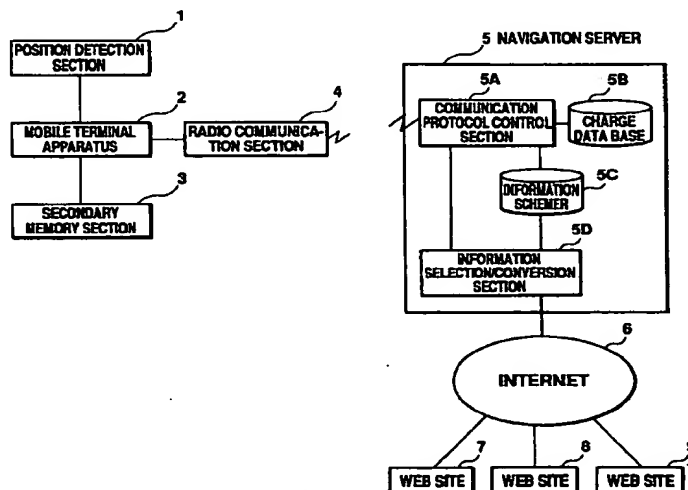 1
POSITION DETECTION
SECTION
2
MOBILE TERMINAL
APPARATUS
4
RADIO COMMUNICA-
TION SECTION
3
SECONDARY
MEMORY SECTION
5 NAVIGATION SERVER
5A
COMMUNICATION
PROTOCOL CONTROL
SECTION
5B
CHARGE
DATA BASE
5C
INFORMATION
SCHEMER
5D
INFORMATION
SELECTION/CONVERSION
SECTION
6
INTERNET
7
WEB SITE
8
WEB SITE
WEB SITE